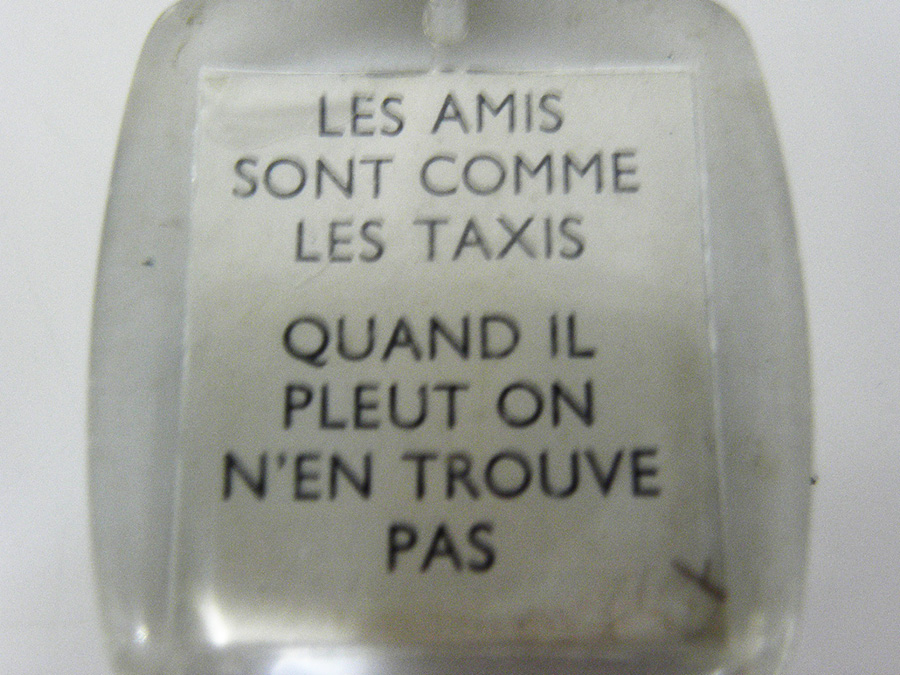 LES AMIS
SONT COMME
LES TAXIS
QUAND IL
PLEUT ON
N'EN TROUVE
PAS